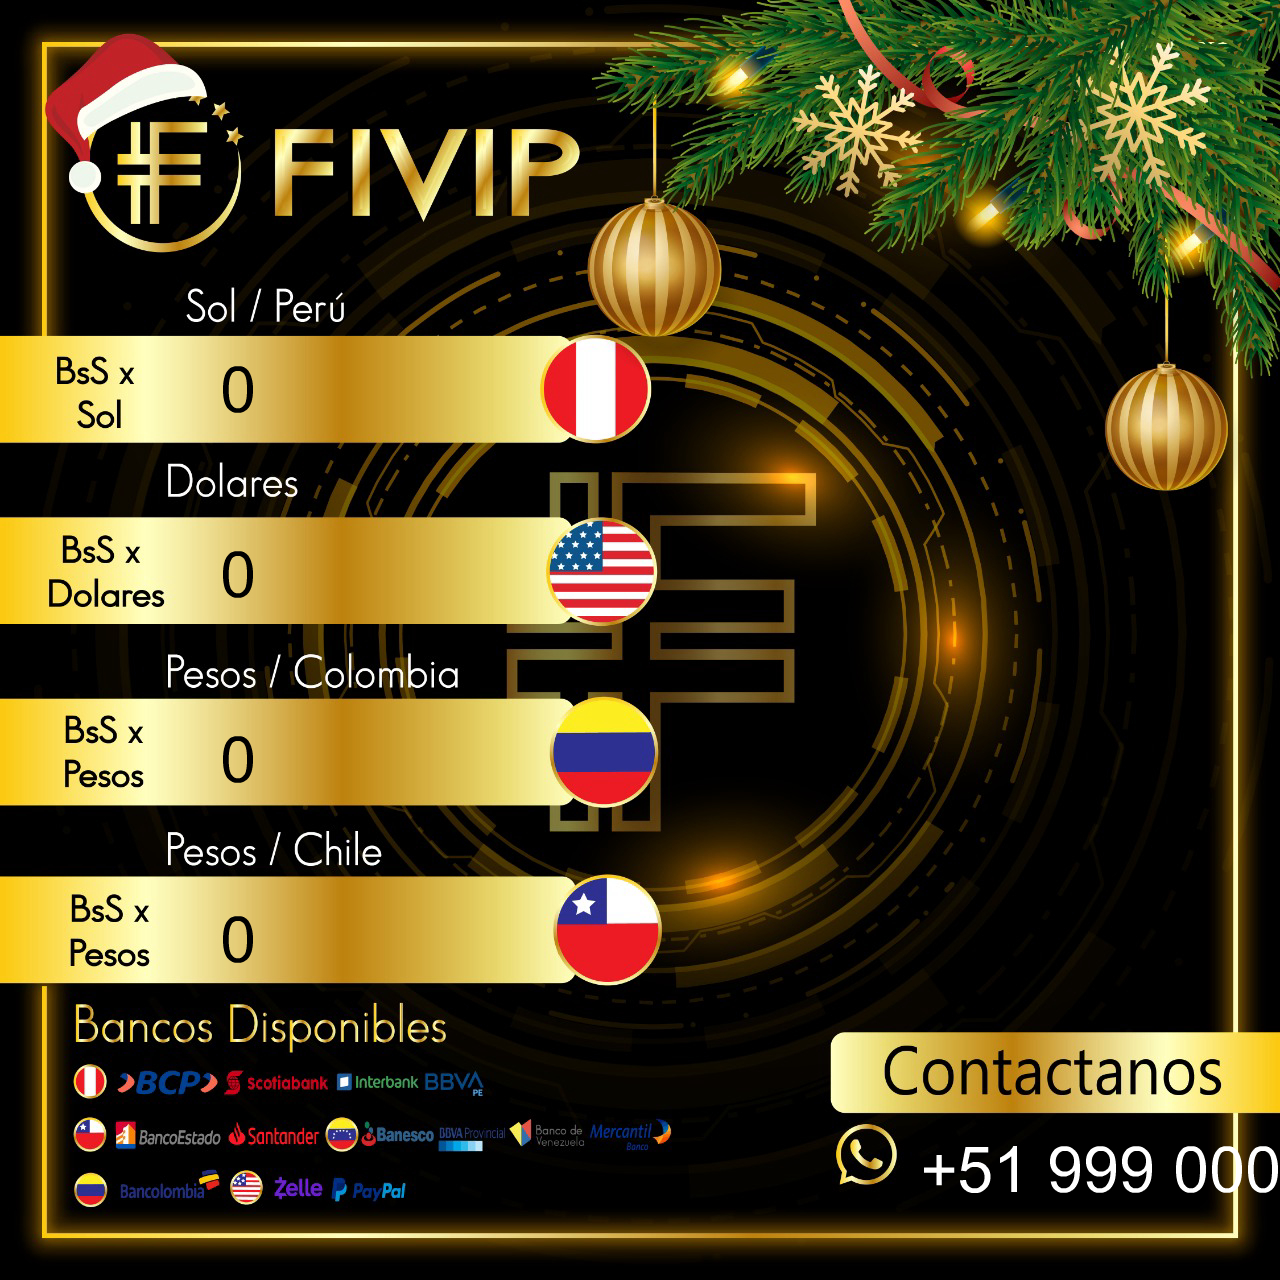 FIVIP
Sol / Perú
BsS x
Sol
0
Dolares
BsS x
Dolares
0
Pesos / Colombia
BsS x
Pesos
0
Pesos / Chile
BsS x
Pesos
0
Bancos Disponibles
BCP Scotiabank Interbank BBVA
PE
BancoEstado Santander Banesco BBVA Provincial Banco de
Venezuela
Mercantil
Banco
Bancolombia Zelle PayPal
Contactanos
+51 999 000